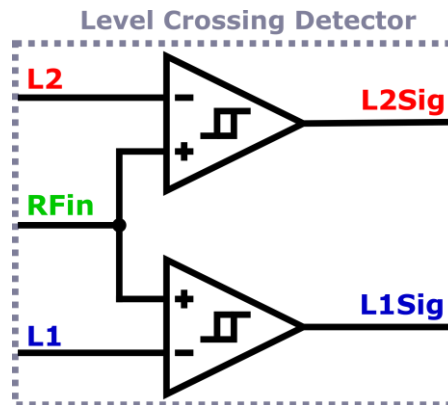 Level Crossing Detector
L2
L2Sig
-
+
RFin
+
L1Sig
L1
-